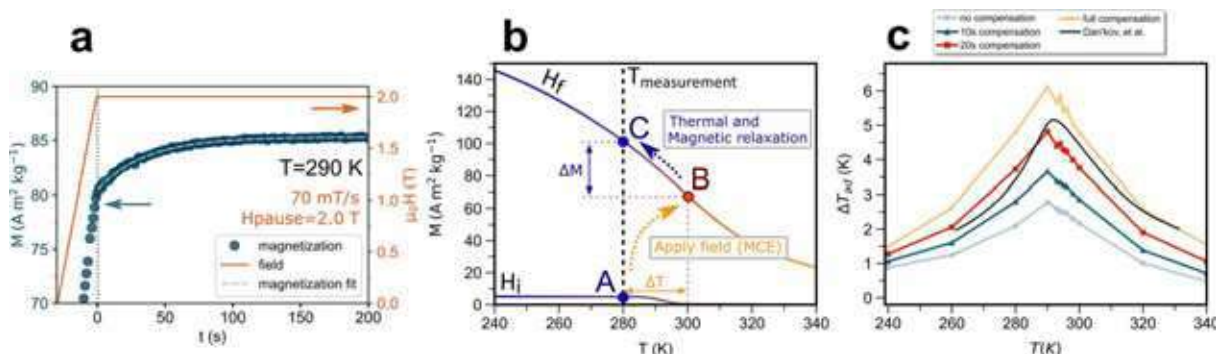 a
90
85
80
75
70
M (A m² kg⁻¹)
T=290 K
70 mT/s
Hpause=2.0 T
magnetization
field
magnetization fit
2.0
1.5
1.0
0.5
0.0
μ₀H (T)
0
50
100
150
200
t (s)
b
140
120
100
80
60
40
20
0
M (A m² kg⁻¹)
H_f
T_measurement
Thermal and
Magnetic relaxation
C
ΔM
B
Apply field (MCE)
ΔT
H_i
A
240
260
280
300
320
340
T (K)
no compensation
10s compensation
20s compensation
full compensation
Dan'kov, et al.
c
6
5
4
3
2
1
0
ΔT_ad (K)
240
260
280
300
320
340
T(K)